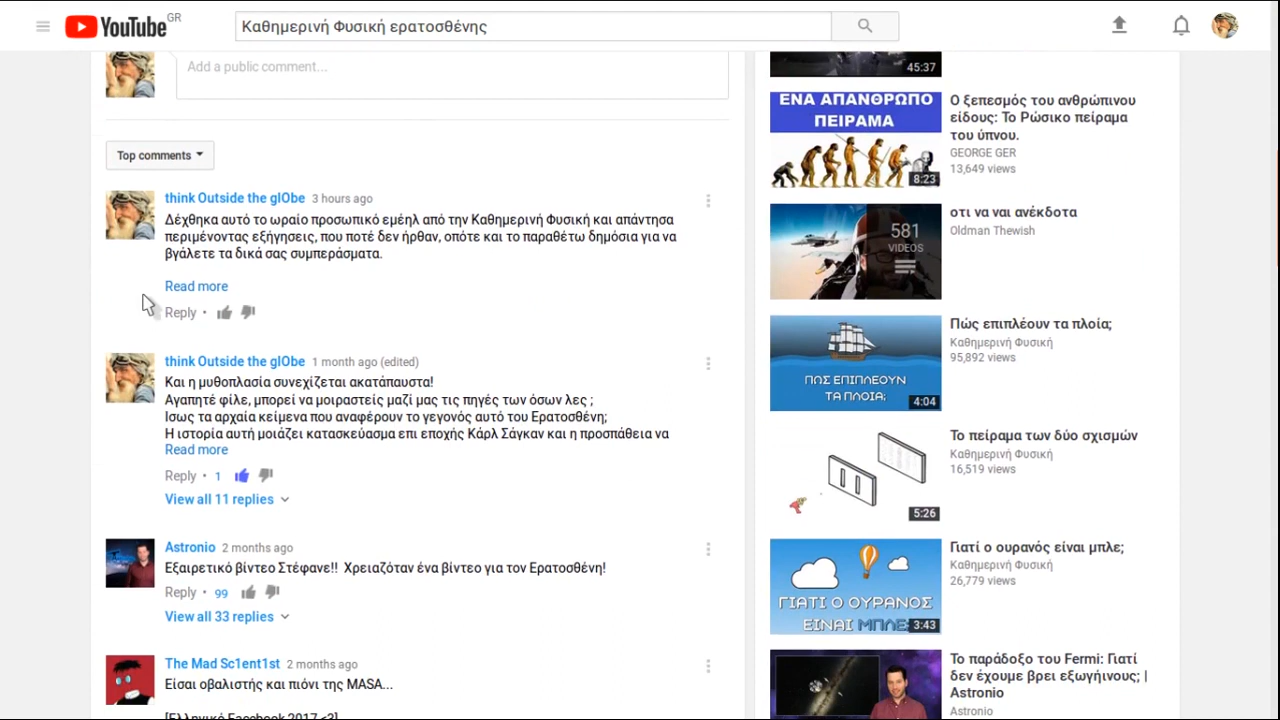 YouTube GR
Καθημερινή Φυσική ερατοσθένης
Add a public comment...
Top comments
think Outside the glObe 3 hours ago
Δέχθηκα αυτό το ωραίο προσωπικό εμέηλ από την Καθημερινή Φυσική και απάντησα
περιμένοντας εξήγησεις, που ποτέ δεν ήρθαν, οπότε και το παραθέτω δημόσια για να
βγάλετε τα δικά σας συμπεράσματα.
Read more
Reply
think Outside the glObe 1 month ago (edited)
Και η μυθοπλασία συνεχίζεται ακατάπαυστα!
Αγαπητέ φίλε, μπορεί να μοιραστείς μαζί μας τις πηγές των όσων λες ;
Ισως τα αρχαία κείμενα που αναφέρουν το γεγονός αυτό του Ερατοσθένη;
Η ιστορία αυτή μοιάζει κατασκεύασμα επι εποχής Κάρλ Σάγκαν και η προσπάθεια να
Read more
Reply 1
View all 11 replies
Astronio 2 months ago
Εξαιρετικό βίντεο Στέφανε!! Χρειαζόταν ένα βίντεο για τον Ερατοσθένη!
Reply 99
View all 33 replies
The Mad Sc1ent1st 2 months ago
Είσαι οβαλιστής και πιόνι της MASA...
[Ελληνικό Facebook 2017 <3]
45:37
ΕΝΑ ΑΠΑΝΘΡΩΠΟ
ΠΕΙΡΑΜΑ
8:23
Ο ξεπεσμός του ανθρώπινου
είδους: Το Ρώσικο πείραμα
του ύπνου.
GEORGE GER
13,649 views
581
VIDEOS
οτι να ναι ανέκδοτα
Oldman Thewish
ΠΩΣ ΕΠΙΠΛΕΟΥΝ
ΤΑ ΠΛΟΙΑ;
4:04
Πώς επιπλέουν τα πλοία;
Καθημερινή Φυσική
95,892 views
5:26
Το πείραμα των δύο σχισμών
Καθημερινή Φυσική
16,519 views
ΓΙΑΤΙ Ο ΟΥΡΑΝΟΣ
ΕΙΝΑΙ ΜΠΛΕ;
3:43
Γιατί ο ουρανός είναι μπλε;
Καθημερινή Φυσική
26,779 views
Το παράδοξο του Fermi: Γιατί
δεν έχουμε βρει εξωγήινους; |
Astronio
Astronio